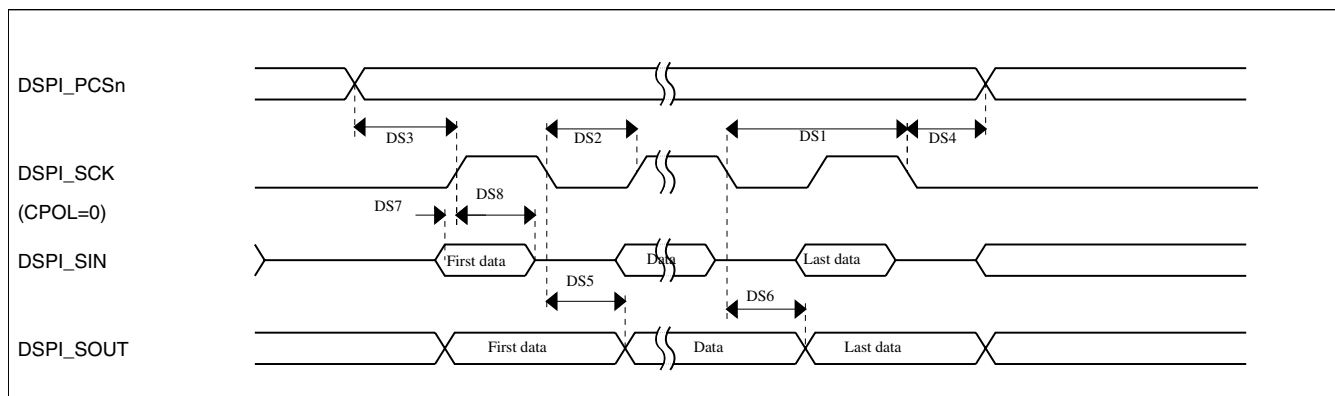 DSPI_PCSn
DS3
DS2
DS1
DS4
DSPI_SCK
(CPOL=0)
DS7
DS8
DSPI_SIN
First data
Data
Last data
DS5
DS6
DSPI_SOUT
First data
Data
Last data